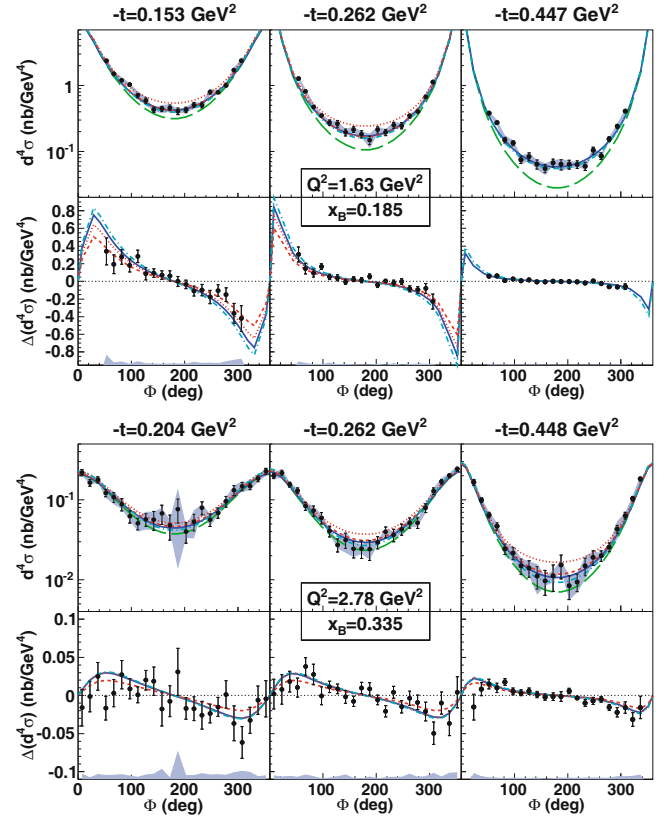 -t=0.153 GeV² -t=0.262 GeV² -t=0.447 GeV²
d⁴σ (nb/GeV⁴)
1
10⁻¹
Q²=1.63 GeV²
x_B=0.185
Δ(d⁴σ) (nb/GeV⁴)
0.8
0.6
0.4
0.2
0
-0.2
-0.4
-0.6
-0.8
0 100 200 300 0 100 200 300 0 100 200 300
Φ (deg) Φ (deg) Φ (deg)
-t=0.204 GeV² -t=0.262 GeV² -t=0.448 GeV²
d⁴σ (nb/GeV⁴)
10⁻¹
10⁻²
Q²=2.78 GeV²
x_B=0.335
Δ(d⁴σ) (nb/GeV⁴)
0.1
0.05
0
-0.05
-0.1
0 100 200 300 0 100 200 300 0 100 200 300
Φ (deg) Φ (deg) Φ (deg)